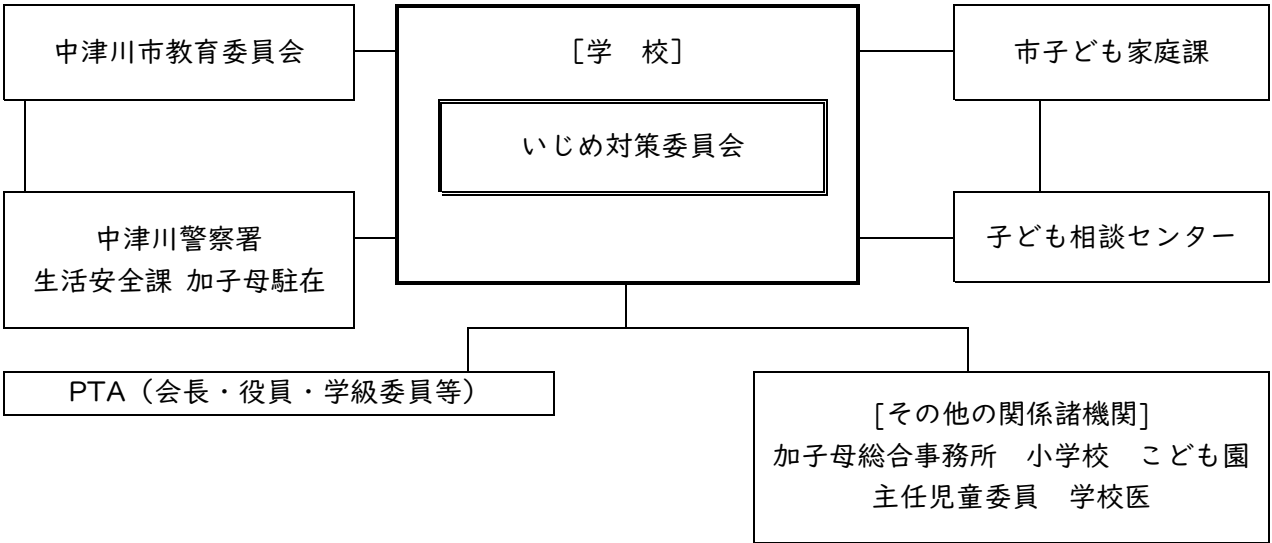 中津川市教育委員会
[学　校]
市子ども家庭課
いじめ対策委員会
中津川警察署
生活安全課 加子母駐在
子ども相談センター
PTA（会長・役員・学級委員等）
[その他の関係諸機関]
加子母総合事務所　小学校　こども園
主任児童委員　学校医